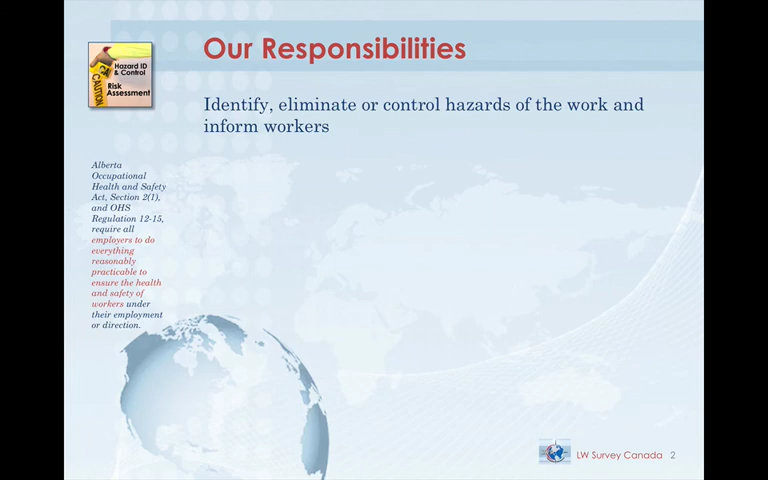 Our Responsibilities
Hazard ID
& Control
Risk
Assessment
CAUTION
Identify, eliminate or control hazards of the work and
inform workers
Alberta
Occupational
Health and Safety
Act, Section 2(1),
and OHS
Regulation 12-15,
require all
employers to do
everything
reasonably
practicable to
ensure the health
and safety of
workers under
their employment
or direction.
LW Survey Canada 2